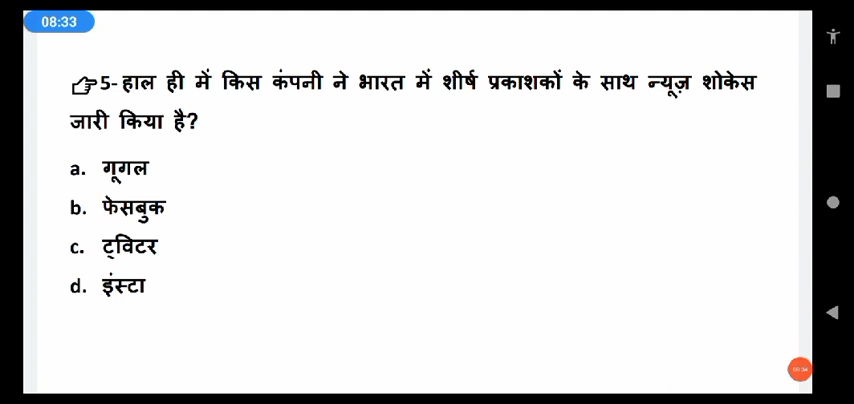 08:33
5- हाल ही में किस कंपनी ने भारत में शीर्ष प्रकाशकों के साथ न्यूज़ शोकेस
जारी किया है?
a. गूगल
b. फेसबुक
c. ट्विटर
d. इंस्टा